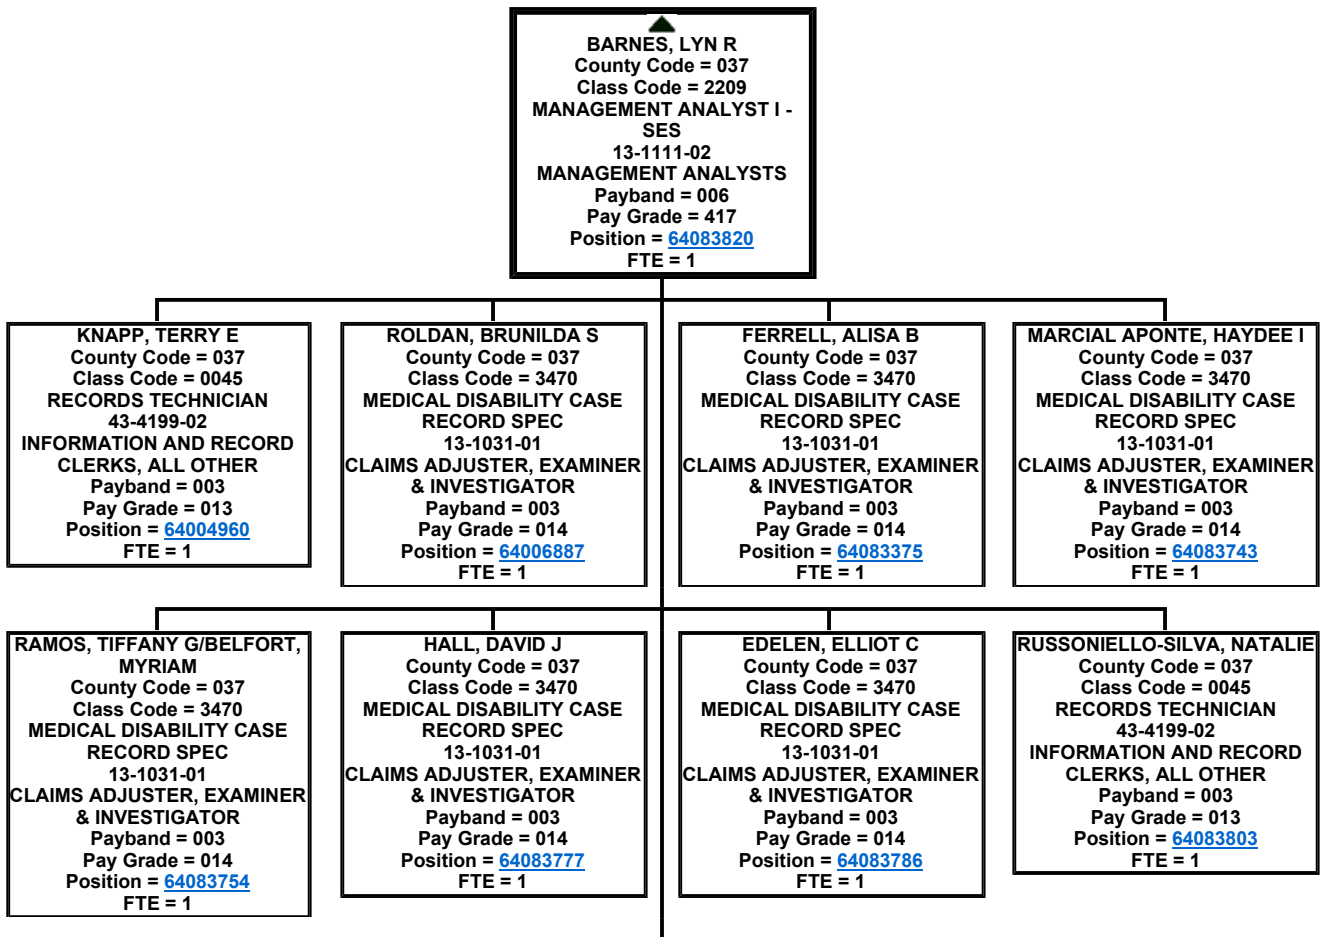 BARNES, LYN R
County Code = 037
Class Code = 2209
MANAGEMENT ANALYST I -
SES
13-1111-02
MANAGEMENT ANALYSTS
Payband = 006
Pay Grade = 417
Position = 64083820
FTE = 1
KNAPP, TERRY E
County Code = 037
Class Code = 0045
RECORDS TECHNICIAN
43-4199-02
INFORMATION AND RECORD
CLERKS, ALL OTHER
Payband = 003
Pay Grade = 013
Position = 64004960
FTE = 1
ROLDAN, BRUNILDA S
County Code = 037
Class Code = 3470
MEDICAL DISABILITY CASE
RECORD SPEC
13-1031-01
CLAIMS ADJUSTER, EXAMINER
& INVESTIGATOR
Payband = 003
Pay Grade = 014
Position = 64006887
FTE = 1
FERRELL, ALISA B
County Code = 037
Class Code = 3470
MEDICAL DISABILITY CASE
RECORD SPEC
13-1031-01
CLAIMS ADJUSTER, EXAMINER
& INVESTIGATOR
Payband = 003
Pay Grade = 014
Position = 64083375
FTE = 1
MARCIAL APONTE, HAYDEE I
County Code = 037
Class Code = 3470
MEDICAL DISABILITY CASE
RECORD SPEC
13-1031-01
CLAIMS ADJUSTER, EXAMINER
& INVESTIGATOR
Payband = 003
Pay Grade = 014
Position = 64083743
FTE = 1
RAMOS, TIFFANY G/BELFORT,
MYRIAM
County Code = 037
Class Code = 3470
MEDICAL DISABILITY CASE
RECORD SPEC
13-1031-01
CLAIMS ADJUSTER, EXAMINER
& INVESTIGATOR
Payband = 003
Pay Grade = 014
Position = 64083754
FTE = 1
HALL, DAVID J
County Code = 037
Class Code = 3470
MEDICAL DISABILITY CASE
RECORD SPEC
13-1031-01
CLAIMS ADJUSTER, EXAMINER
& INVESTIGATOR
Payband = 003
Pay Grade = 014
Position = 64083777
FTE = 1
EDELEN, ELLIOT C
County Code = 037
Class Code = 3470
MEDICAL DISABILITY CASE
RECORD SPEC
13-1031-01
CLAIMS ADJUSTER, EXAMINER
& INVESTIGATOR
Payband = 003
Pay Grade = 014
Position = 64083786
FTE = 1
RUSSONIELLO-SILVA, NATALIE
County Code = 037
Class Code = 0045
RECORDS TECHNICIAN
43-4199-02
INFORMATION AND RECORD
CLERKS, ALL OTHER
Payband = 003
Pay Grade = 013
Position = 64083803
FTE = 1